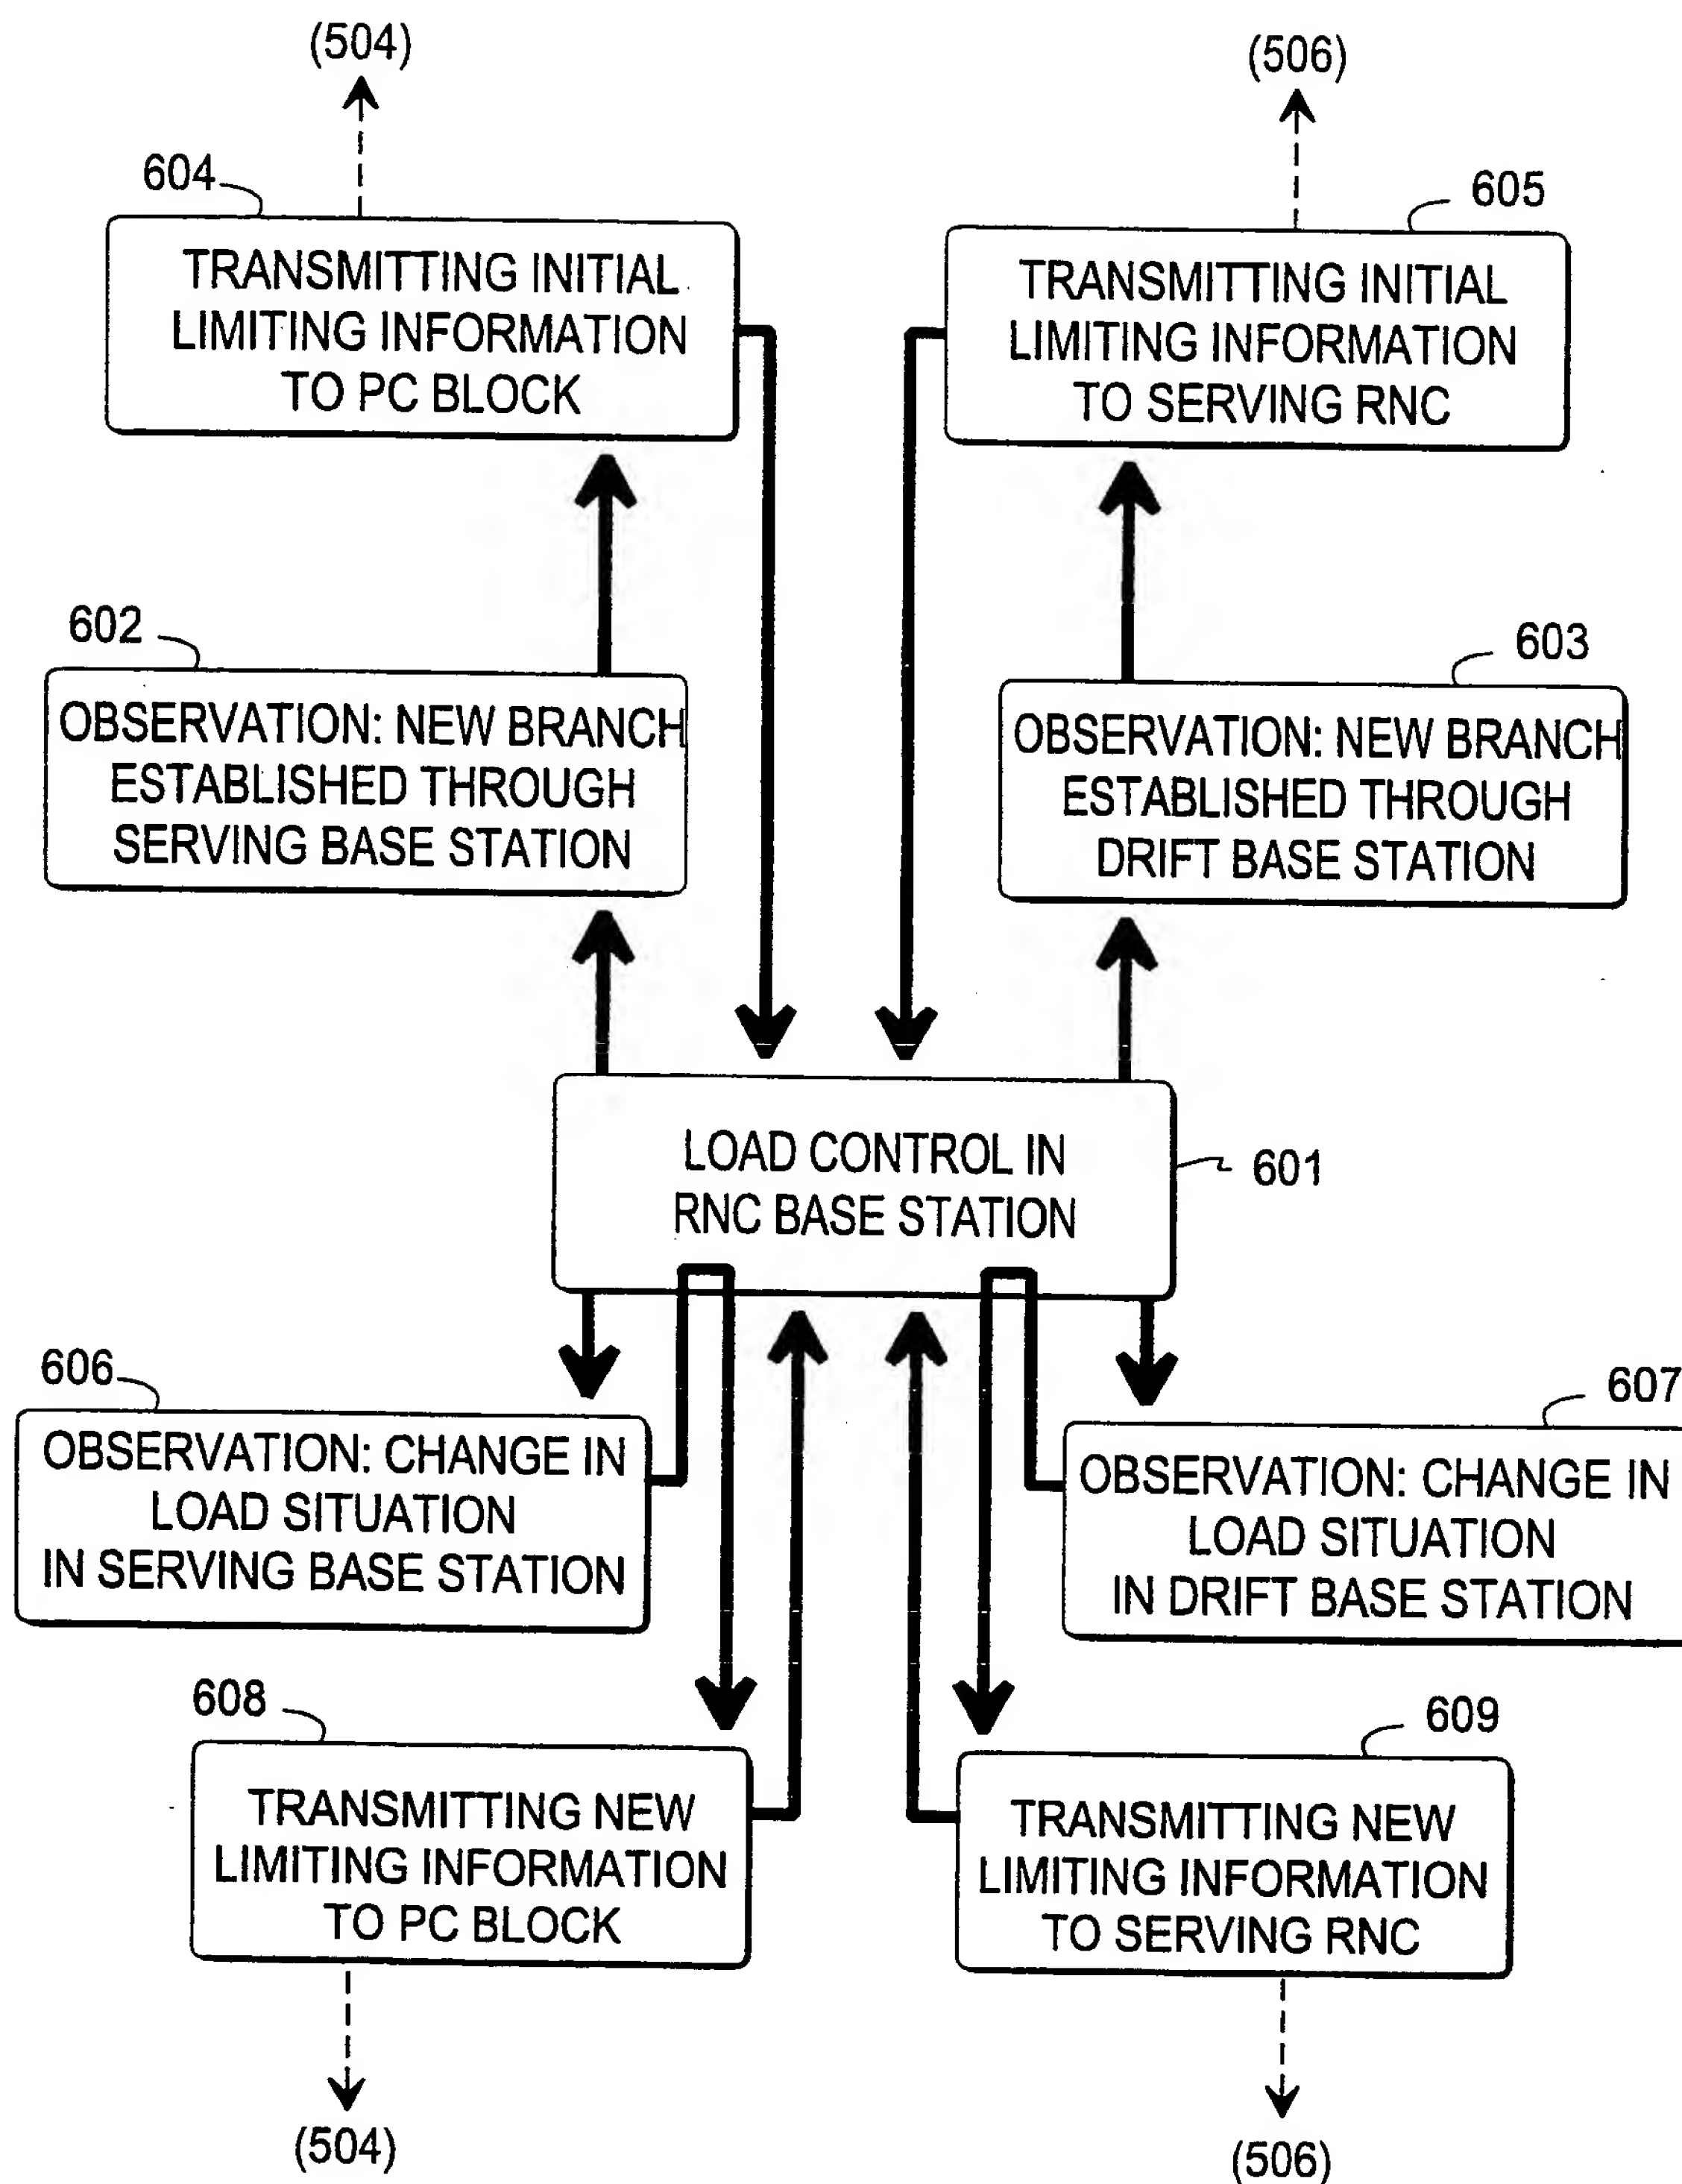 (504)
(506)
604
605
TRANSMITTING INITIAL
LIMITING INFORMATION
TO PC BLOCK
TRANSMITTING INITIAL
LIMITING INFORMATION
TO SERVING RNC
602
603
OBSERVATION: NEW BRANCH
ESTABLISHED THROUGH
SERVING BASE STATION
OBSERVATION: NEW BRANCH
ESTABLISHED THROUGH
DRIFT BASE STATION
LOAD CONTROL IN
RNC BASE STATION
601
606
607
OBSERVATION: CHANGE IN
LOAD SITUATION
IN SERVING BASE STATION
OBSERVATION: CHANGE IN
LOAD SITUATION
IN DRIFT BASE STATION
608
609
TRANSMITTING NEW
LIMITING INFORMATION
TO PC BLOCK
TRANSMITTING NEW
LIMITING INFORMATION
TO SERVING RNC
(504)
(506)